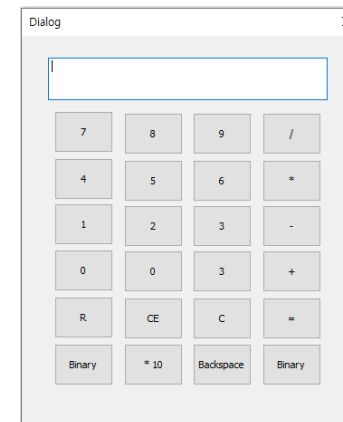 Dialog
7 8 9 /
4 5 6 *
1 2 3 -
0 0 3 +
R CE C =
Binary * 10 Backspace Binary